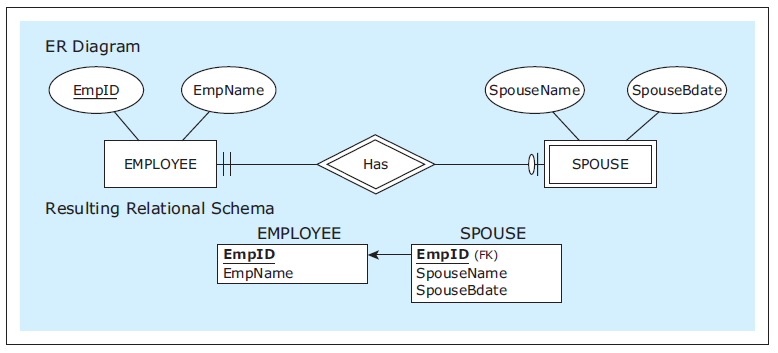 ER Diagram
EmpID
EmpName
SpouseName
SpouseBdate
EMPLOYEE
Has
SPOUSE
Resulting Relational Schema
EMPLOYEE
EmpID
EmpName
SPOUSE
EmpID (FK)
SpouseName
SpouseBdate